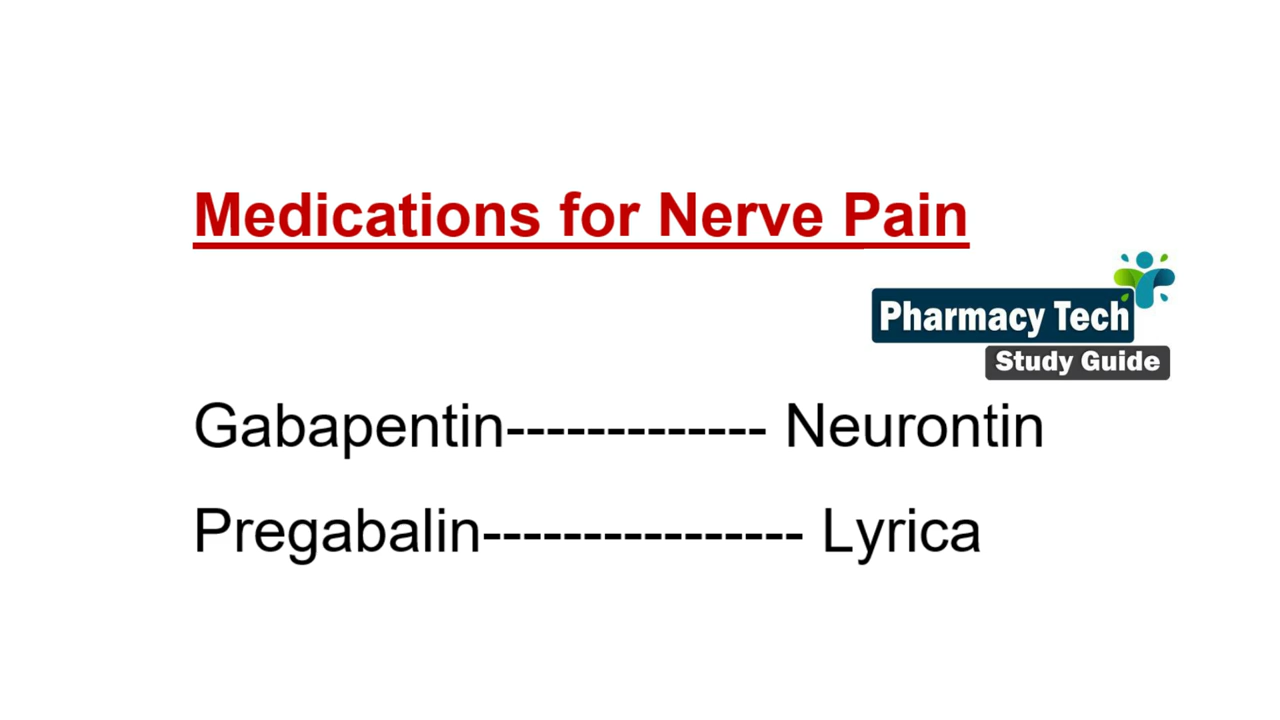 Medications for Nerve Pain
Pharmacy Tech
Study Guide
Gabapentin------------- Neurontin
Pregabalin---------------- Lyrica